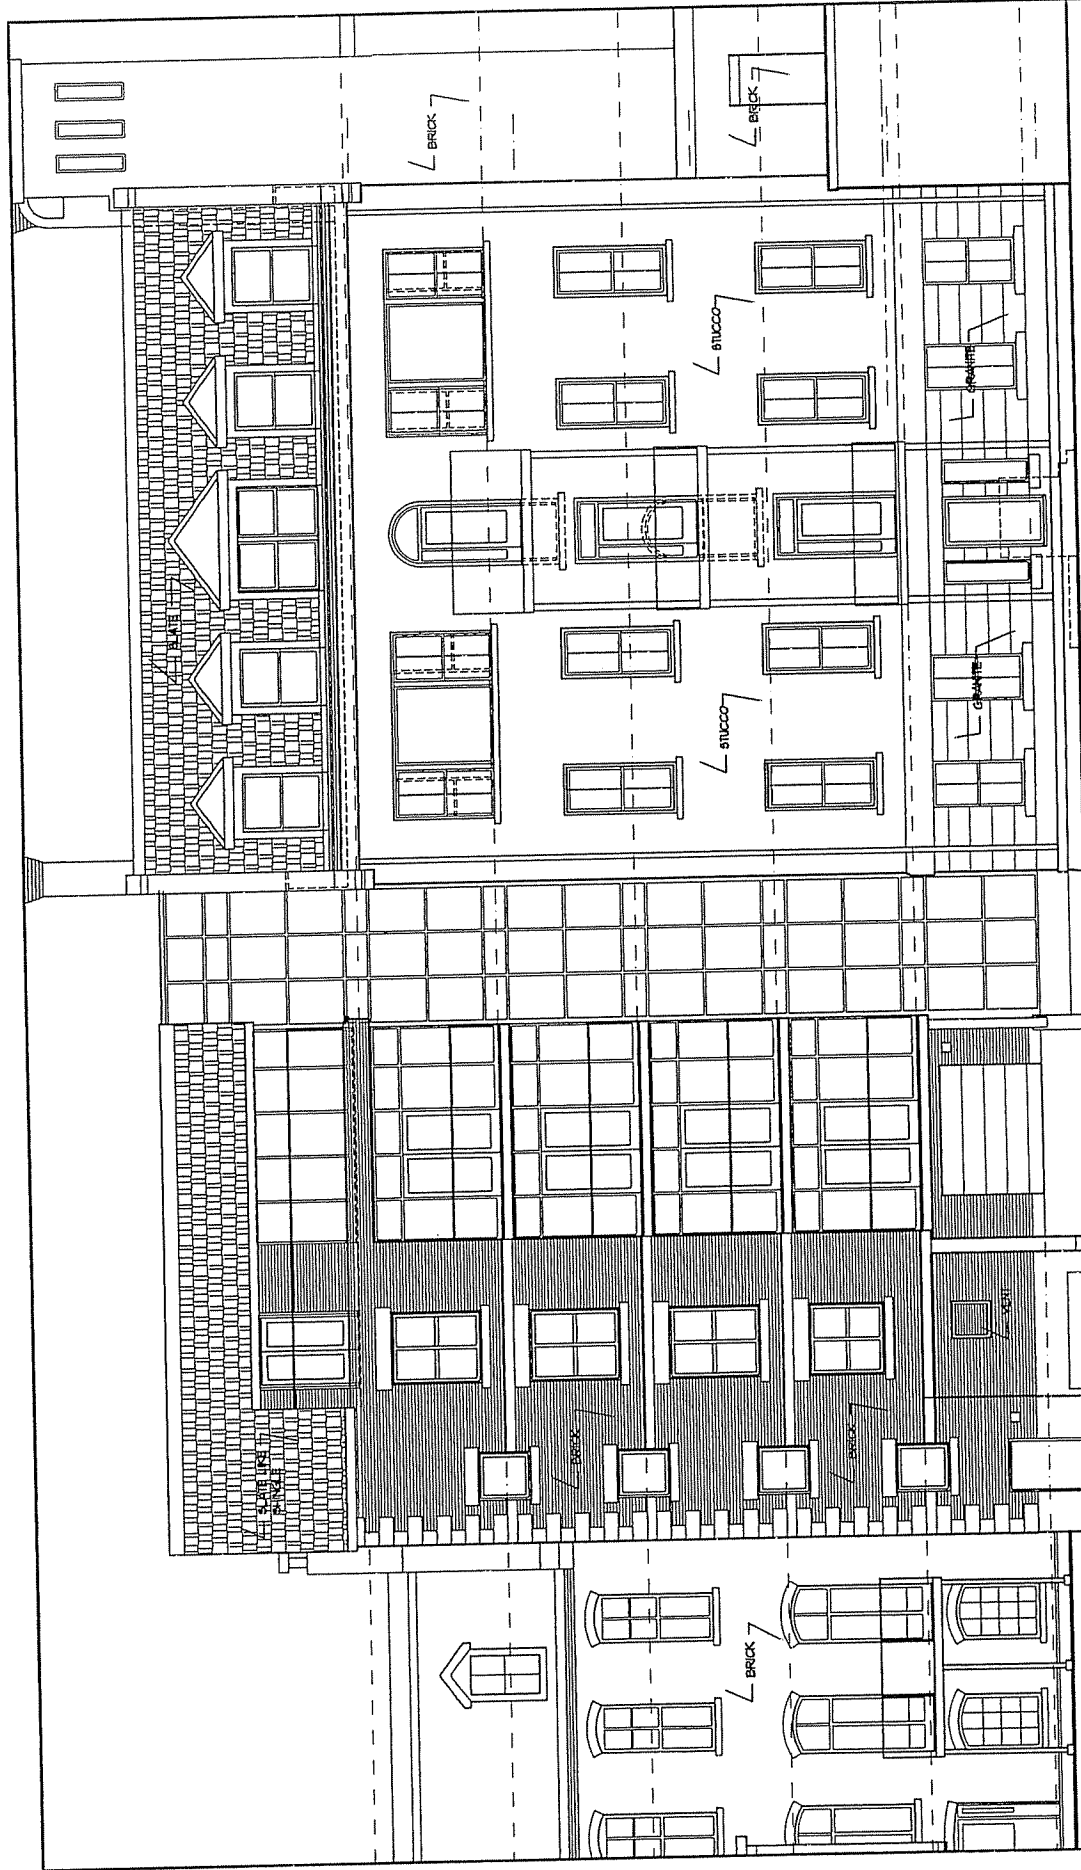 BRICK
BRICK
SLATE
STUCCO
GRANITE
STUCCO
GRANITE
SLATE LIKE
SHINGLE
BRICK
BRICK
VENT
BRICK